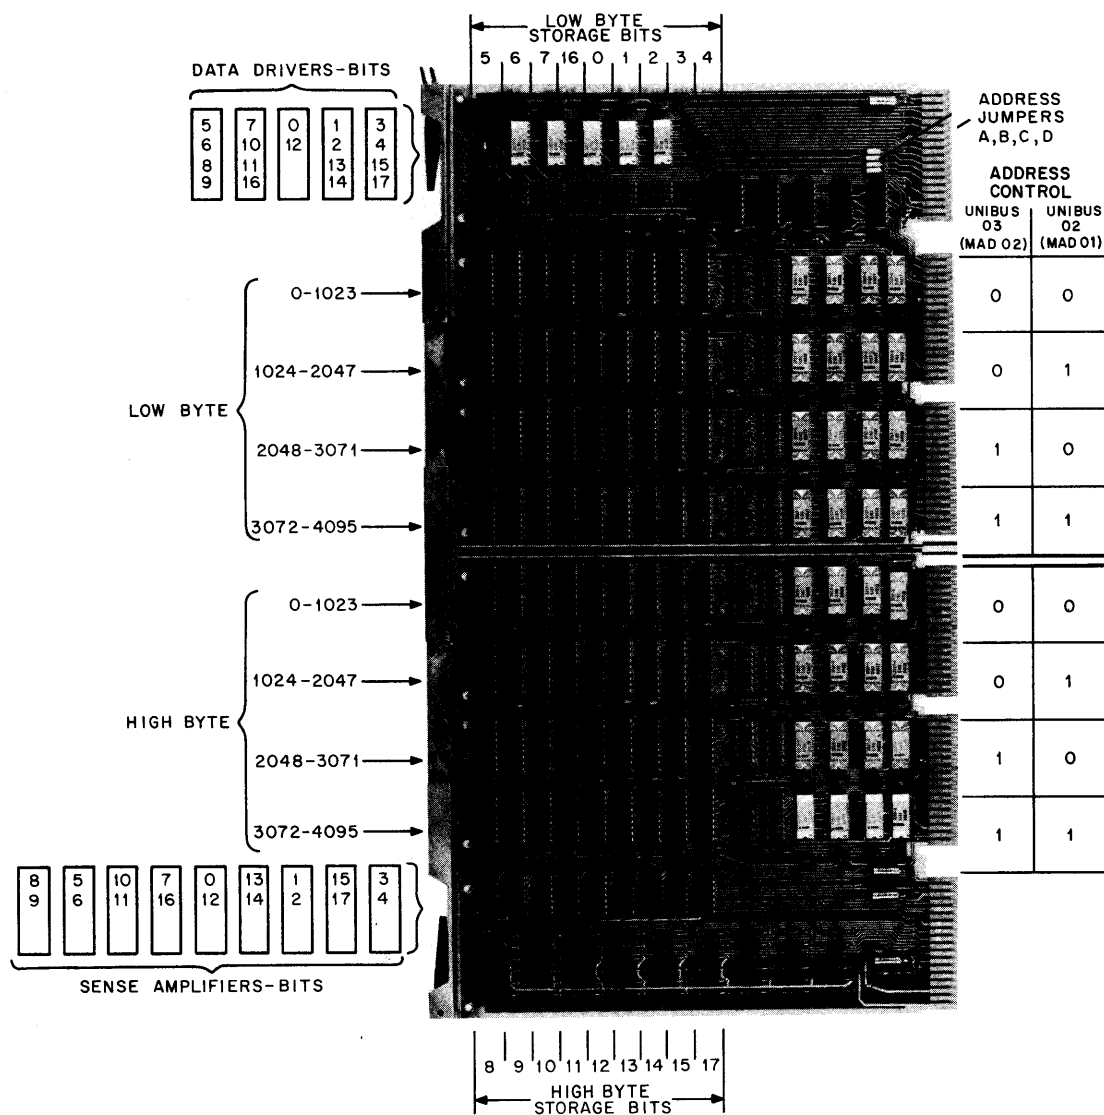 LOW BYTE
STORAGE BITS
5 6 7 16 0 1 2 3 4
DATA DRIVERS-BITS
5 7 0 1 3
6 10 12 2 4
8 11 13 15
9 16 14 17
ADDRESS
JUMPERS
A,B,C,D
ADDRESS
CONTROL
UNIBUS UNIBUS
03 02
(MAD 02) (MAD 01)
0-1023 0 0
1024-2047 0 1
LOW BYTE
2048-3071 1 0
3072-4095 1 1
0-1023 0 0
1024-2047 0 1
HIGH BYTE
2048-3071 1 0
3072-4095 1 1
8 5 10 7 0 13 1 15 3
9 6 11 16 12 14 2 17 4
SENSE AMPLIFIERS-BITS
8 9 10 11 12 13 14 15 17
HIGH BYTE
STORAGE BITS